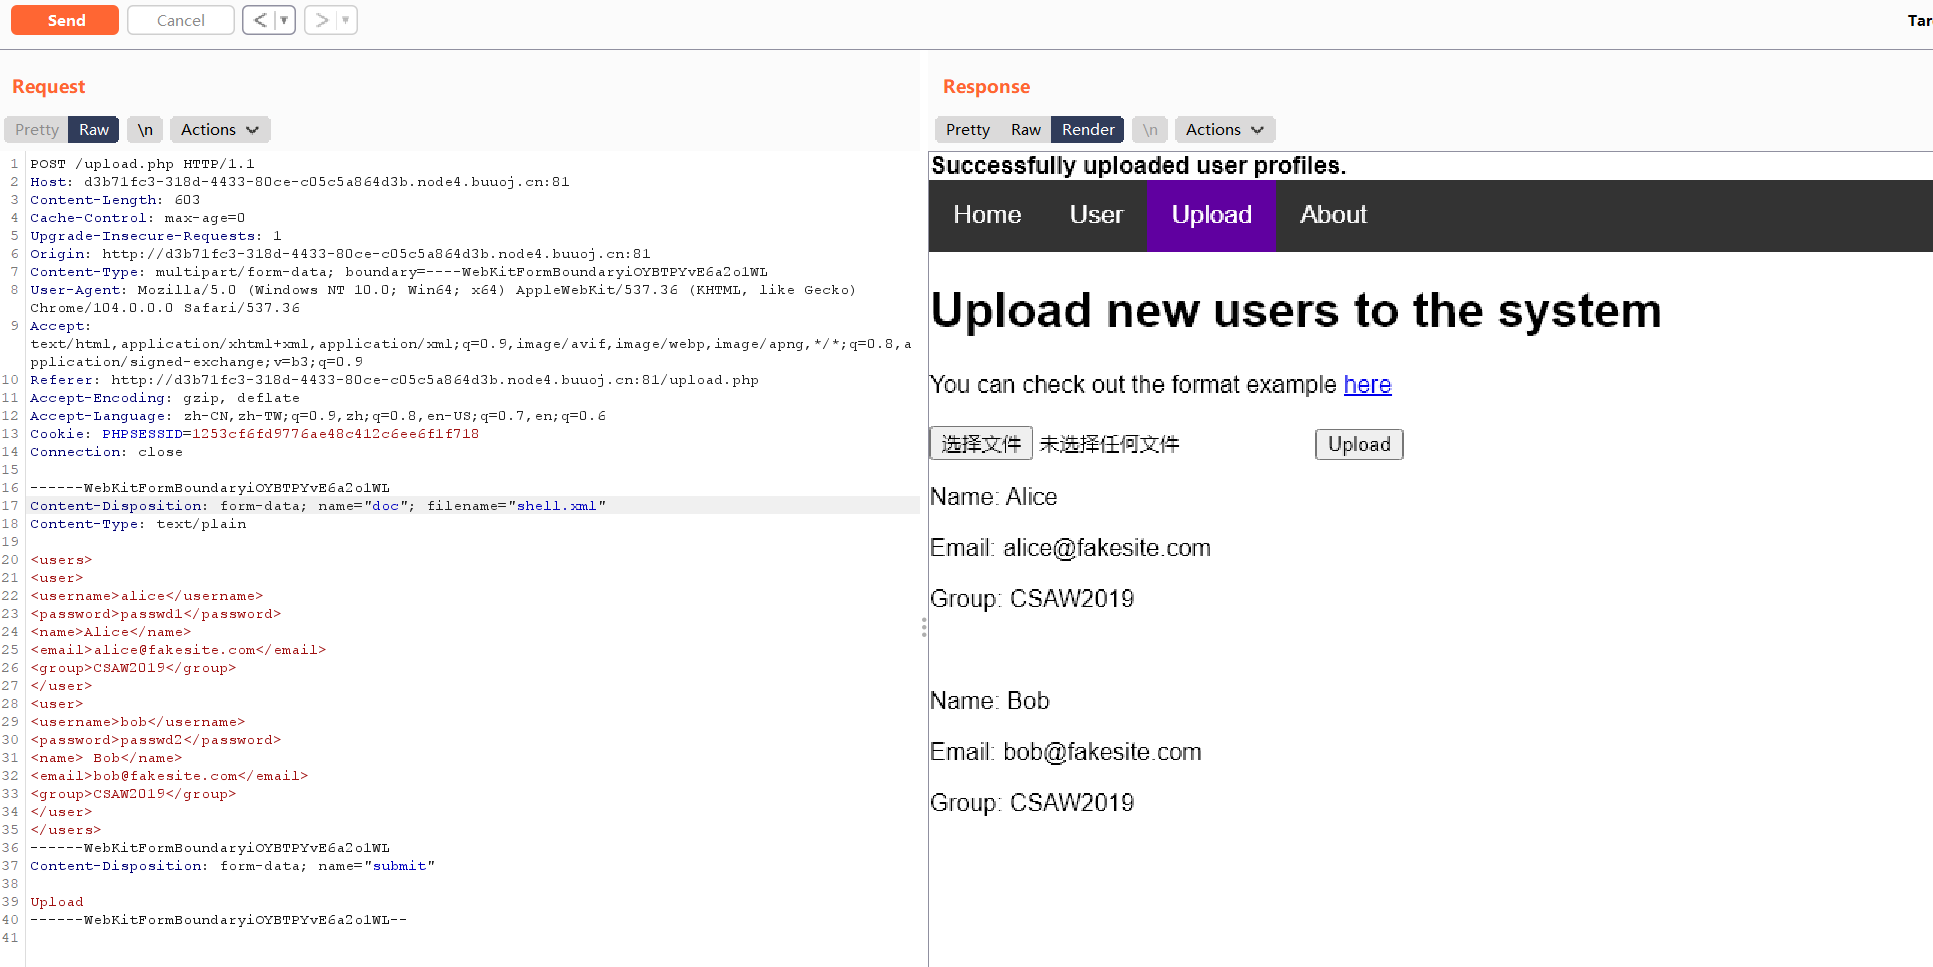 Send
Cancel
Tar
Request
Response
Pretty
Raw
\n
Actions
Pretty
Raw
Render
\n
Actions
1 POST /upload.php HTTP/1.1
2 Host: d3b71fc3-318d-4433-80ce-c05c5a864d3b.node4.buuoj.cn:81
3 Content-Length: 603
4 Cache-Control: max-age=0
5 Upgrade-Insecure-Requests: 1
6 Origin: http://d3b71fc3-318d-4433-80ce-c05c5a864d3b.node4.buuoj.cn:81
7 Content-Type: multipart/form-data; boundary=----WebKitFormBoundaryiOYBTPYvE6a2o1WL
8 User-Agent: Mozilla/5.0 (Windows NT 10.0; Win64; x64) AppleWebKit/537.36 (KHTML, like Gecko)
Chrome/104.0.0.0 Safari/537.36
9 Accept:
text/html,application/xhtml+xml,application/xml;q=0.9,image/avif,image/webp,image/apng,*/*;q=0.8,a
pplication/signed-exchange;v=b3;q=0.9
10 Referer: http://d3b71fc3-318d-4433-80ce-c05c5a864d3b.node4.buuoj.cn:81/upload.php
11 Accept-Encoding: gzip, deflate
12 Accept-Language: zh-CN,zh-TW;q=0.9,zh;q=0.8,en-US;q=0.7,en;q=0.6
13 Cookie: PHPSESSID=1253cf6fd9776ae48c412c6ee6f1f718
14 Connection: close
15
16 ------WebKitFormBoundaryiOYBTPYvE6a2o1WL
17 Content-Disposition: form-data; name="doc"; filename="shell.xml"
18 Content-Type: text/plain
19
20 <users>
21 <user>
22 <username>alice</username>
23 <password>passwd1</password>
24 <name>Alice</name>
25 <email>alice@fakesite.com</email>
26 <group>CSAW2019</group>
27 </user>
28 <user>
29 <username>bob</username>
30 <password>passwd2</password>
31 <name> Bob</name>
32 <email>bob@fakesite.com</email>
33 <group>CSAW2019</group>
34 </user>
35 </users>
36 ------WebKitFormBoundaryiOYBTPYvE6a2o1WL
37 Content-Disposition: form-data; name="submit"
38
39 Upload
40 ------WebKitFormBoundaryiOYBTPYvE6a2o1WL--
41
Successfully uploaded user profiles.
Home User Upload About
Upload new users to the system
You can check out the format example here
选择文件 未选择任何文件 Upload
Name: Alice
Email: alice@fakesite.com
Group: CSAW2019
Name: Bob
Email: bob@fakesite.com
Group: CSAW2019